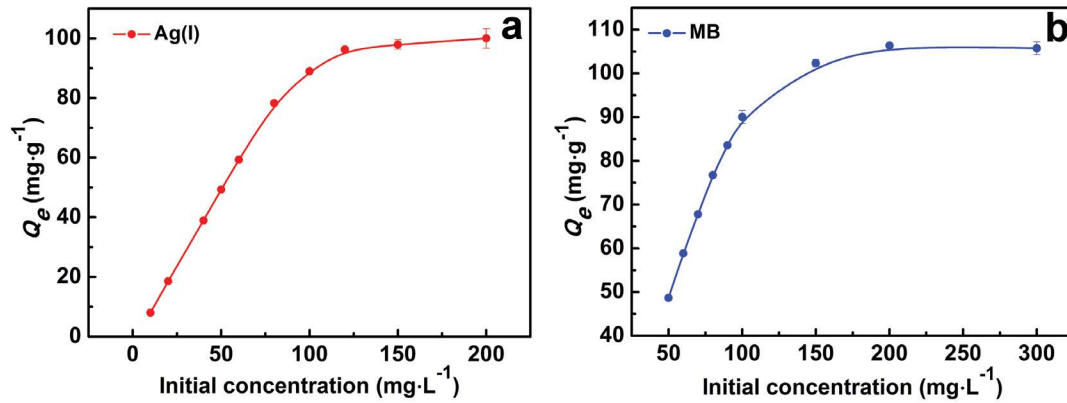 a
Ag(I)
Qe (mg·g⁻¹)
100
80
60
40
20
0
0 50 100 150 200
Initial concentration (mg·L⁻¹)
b
MB
Qe (mg·g⁻¹)
110
100
90
80
70
60
50
40
50 100 150 200 250 300
Initial concentration (mg·L⁻¹)